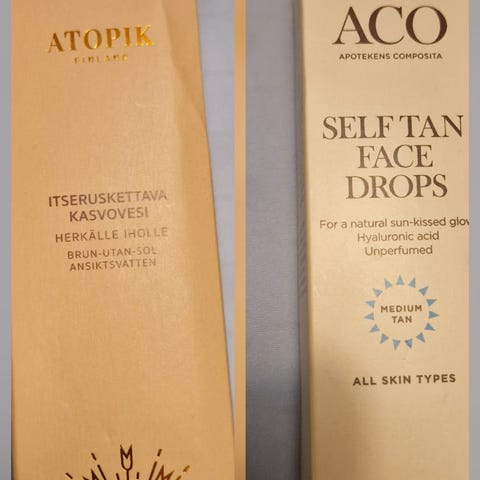 ATOPIK
FINLAND
ITSERUSKETTAVA
KASVOVESI
HERKÄLLE IHOLLE
BRUN-UTAN-SOL
ANSIKTSVATTEN
ACO
APOTEKENS COMPOSITA
SELF TAN
FACE
DROPS
For a natural sun-kissed glow
Hyaluronic acid
Unperfumed
MEDIUM
TAN
ALL SKIN TYPES